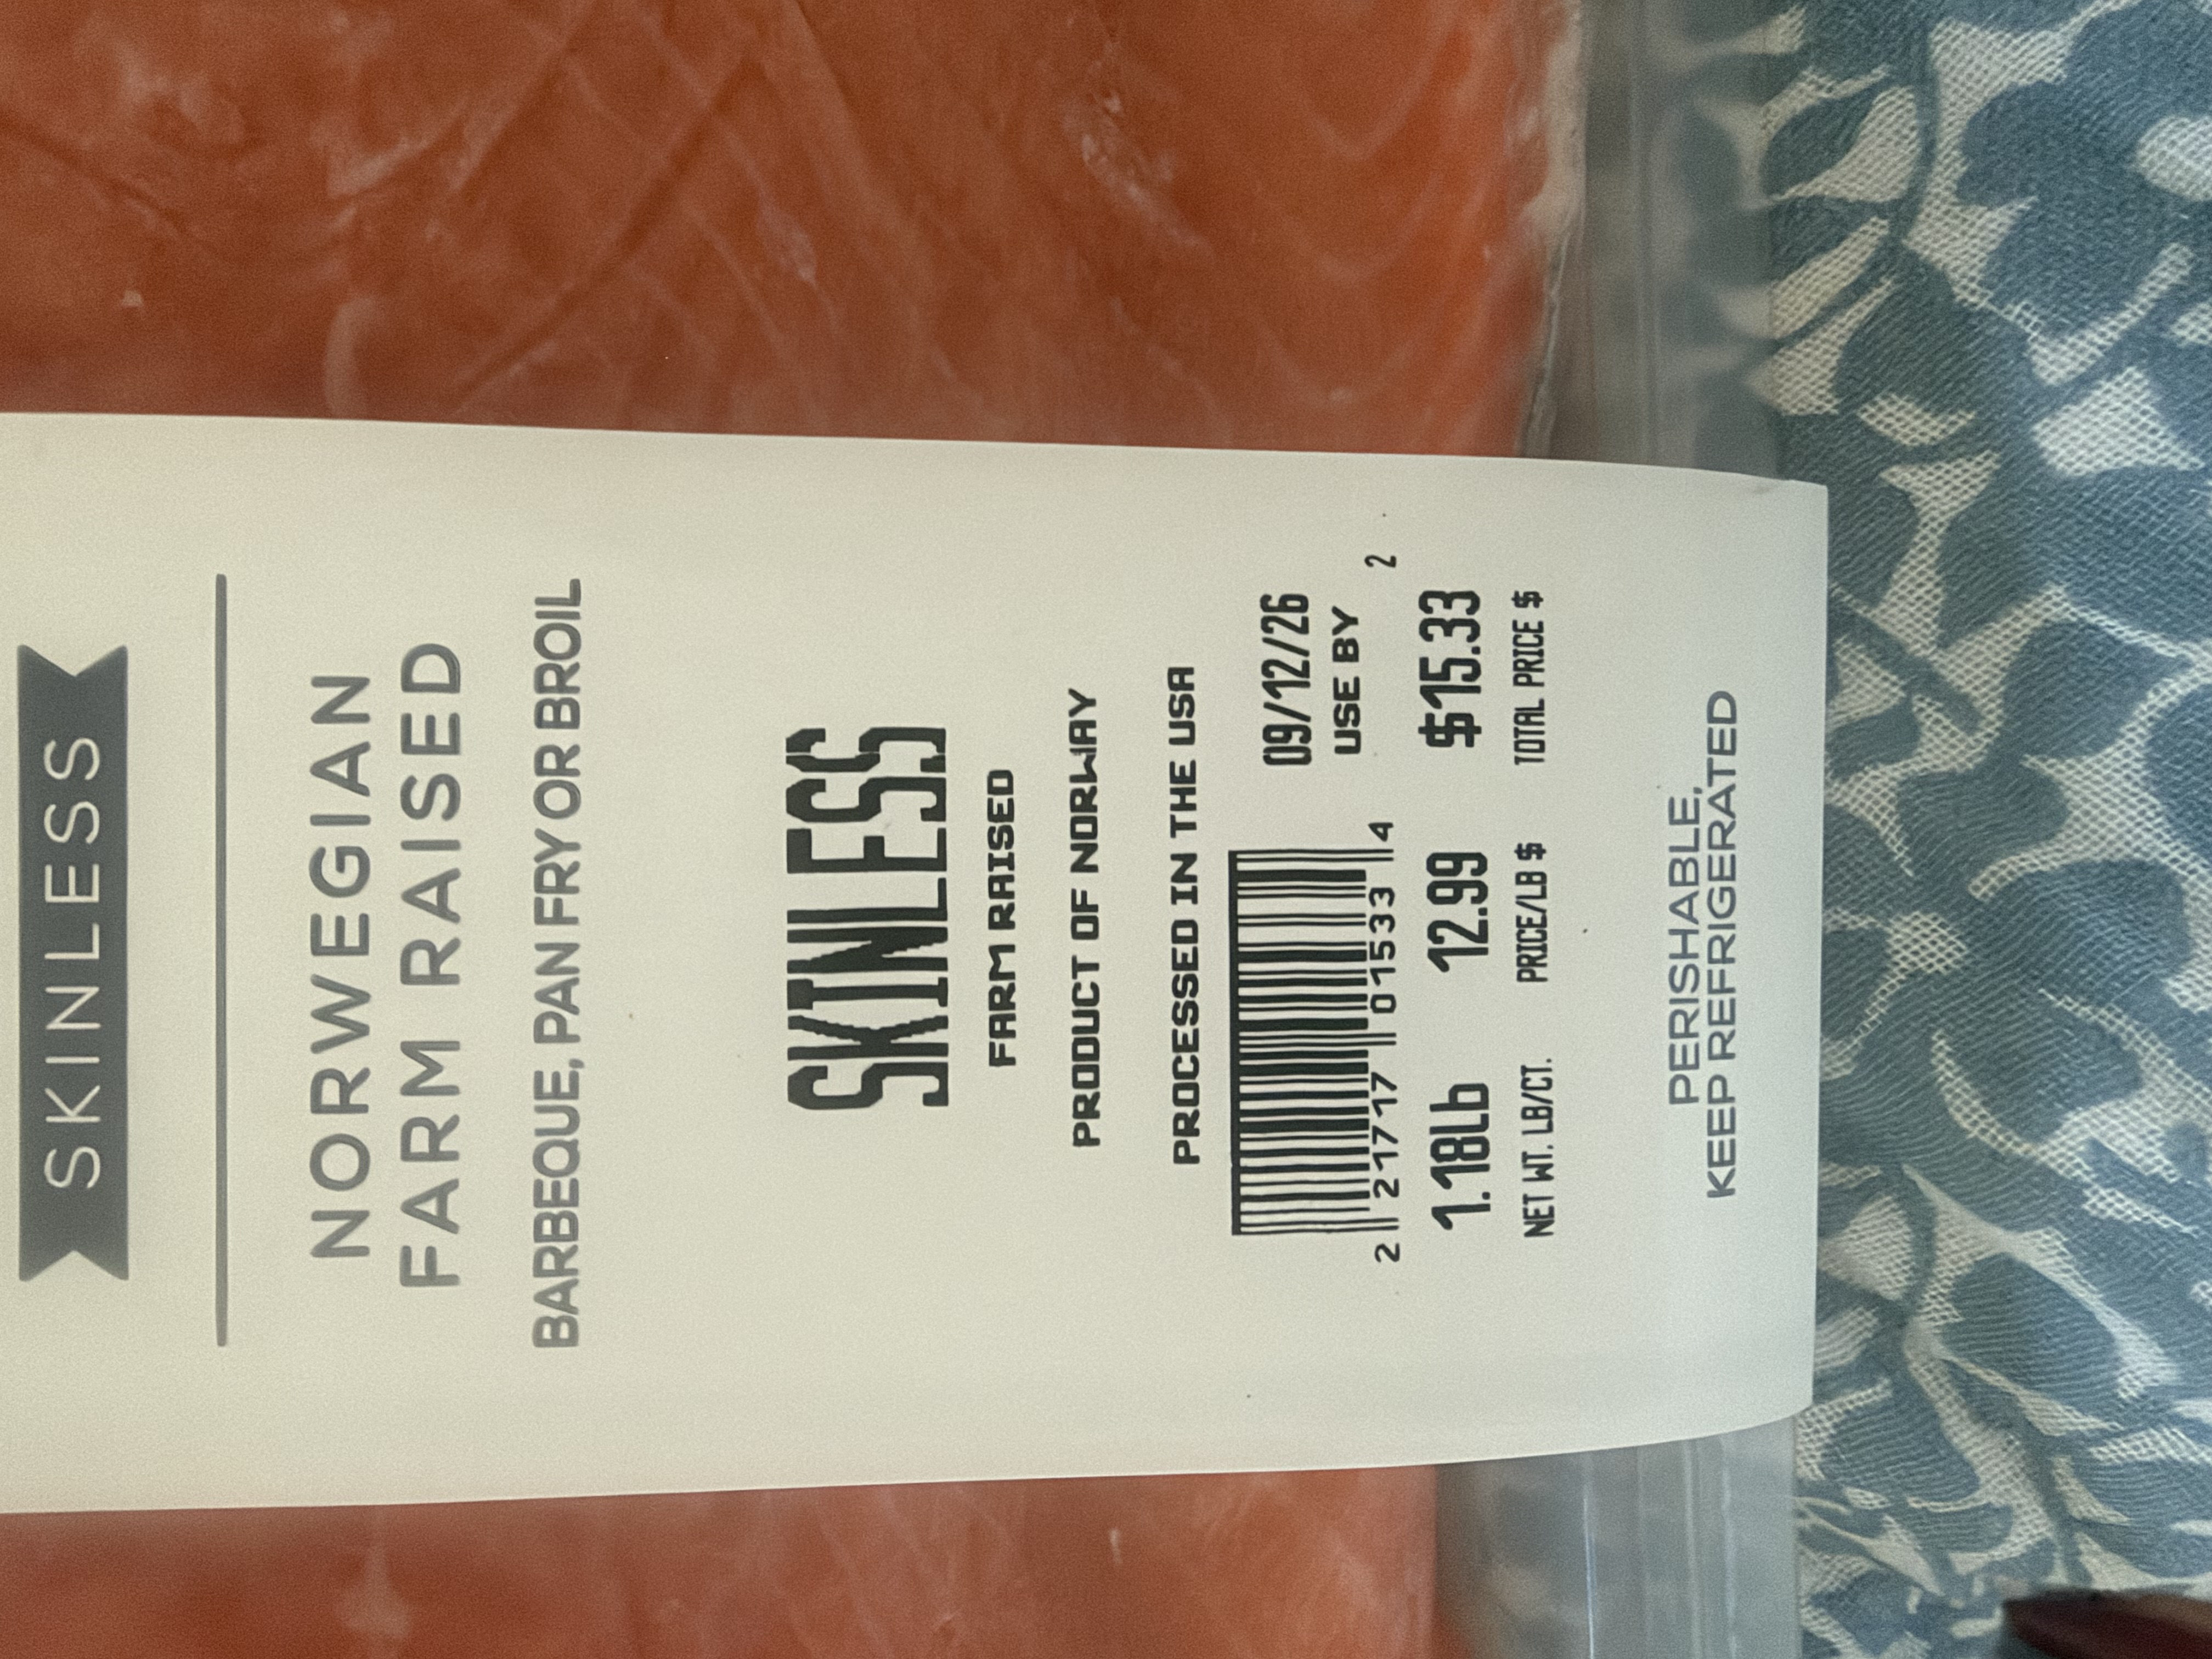 SKINLESS
NORWEGIAN
FARM RAISED
BARBEQUE, PAN FRY OR BROIL
SKINLESS
FARM RAISED
PRODUCT OF NORWAY
PROCESSED IN THE USA
09/12/26
USE BY
2 21717 01533 4
2
1.18Lb 12.99 $15.33
NET WT. LB/CT. PRICE/LB $ TOTAL PRICE $
PERISHABLE,
KEEP REFRIGERATED